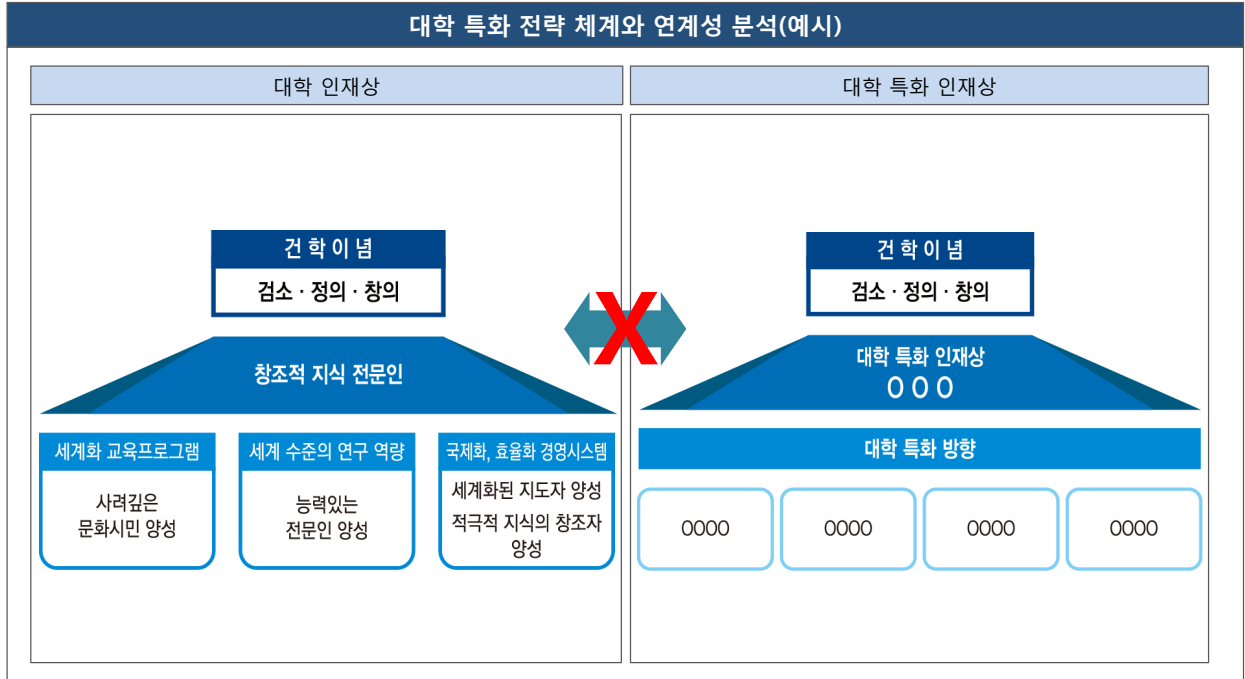 대학 특화 전략 체계와 연계성 분석(예시)
대학 인재상
대학 특화 인재상
건 학 이 념
검소 · 정의 · 창의
창조적 지식 전문인
세계화 교육프로그램
사려깊은
문화시민 양성
세계 수준의 연구 역량
능력있는
전문인 양성
국제화, 효율화 경영시스템
세계화된 지도자 양성
적극적 지식의 창조자
양성
X
건 학 이 념
검소 · 정의 · 창의
대학 특화 인재상
O O O
대학 특화 방향
OOOO
OOOO
OOOO
OOOO